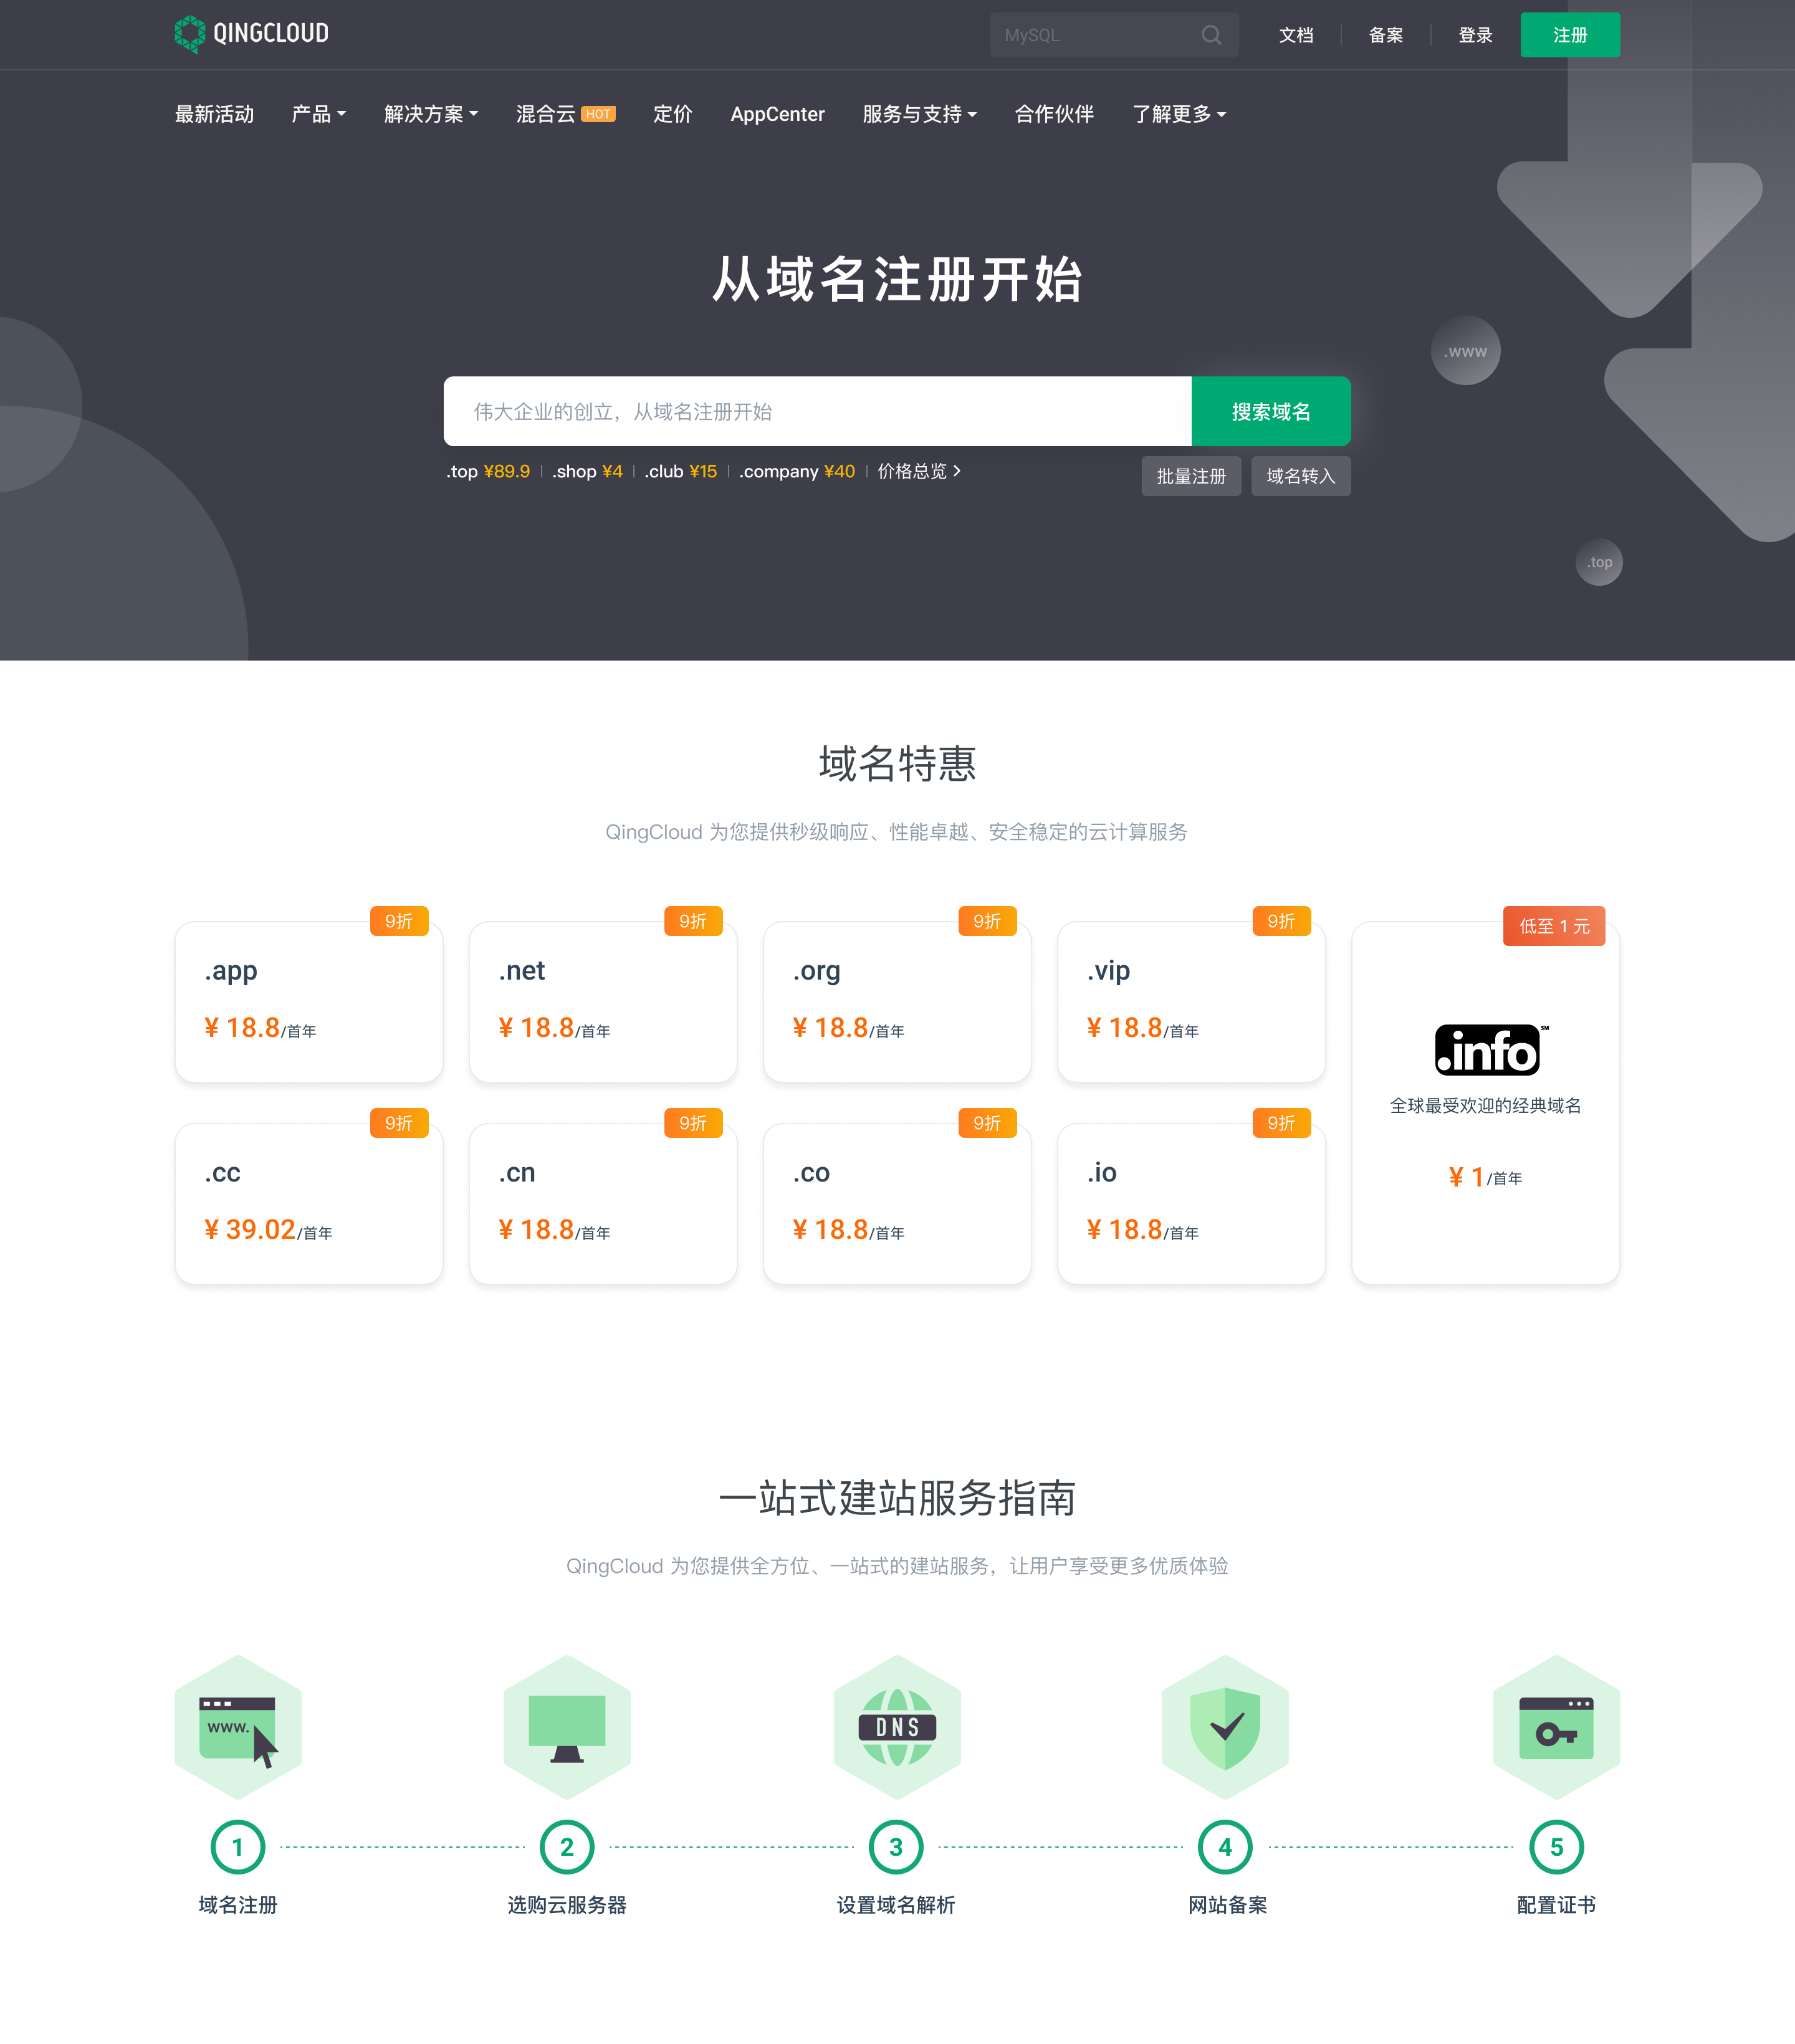 QINGCLOUD
MySQL
文档
备案
登录
注册
最新活动
产品
解决方案
混合云 HOT
定价
AppCenter
服务与支持
合作伙伴
了解更多
从域名注册开始
.www
伟大企业的创立，从域名注册开始
搜索域名
.top ¥89.9
.shop ¥4
.club ¥15
.company ¥40
价格总览
批量注册
域名转入
.top
域名特惠
QingCloud 为您提供秒级响应、性能卓越、安全稳定的云计算服务
9折
.app
¥ 18.8/首年
9折
.net
¥ 18.8/首年
9折
.org
¥ 18.8/首年
9折
.vip
¥ 18.8/首年
低至 1 元
.info SM
全球最受欢迎的经典域名
¥ 1/首年
9折
.cc
¥ 39.02/首年
9折
.cn
¥ 18.8/首年
9折
.co
¥ 18.8/首年
9折
.io
¥ 18.8/首年
一站式建站服务指南
QingCloud 为您提供全方位、一站式的建站服务，让用户享受更多优质体验
www.
DNS
1
2
3
4
5
域名注册
选购云服务器
设置域名解析
网站备案
配置证书